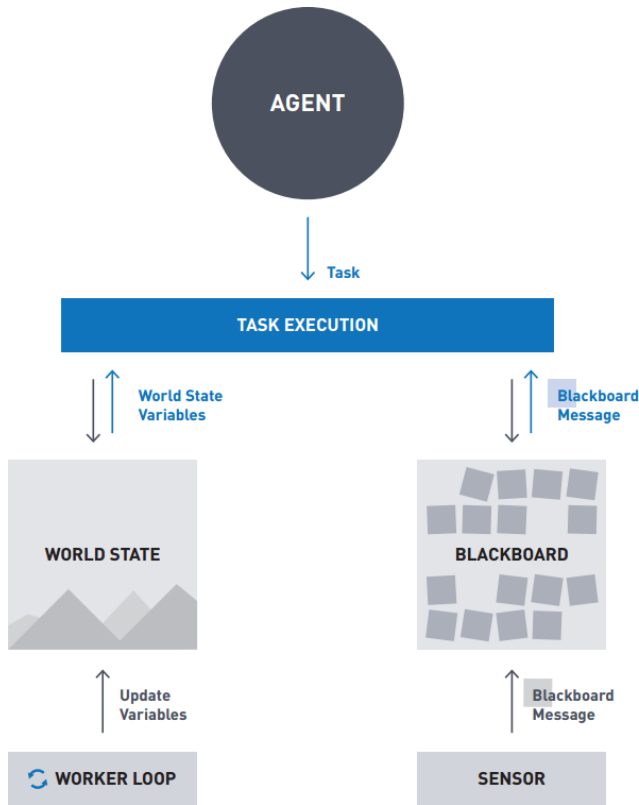 AGENT
Task
TASK EXECUTION
World State
Variables
Blackboard
Message
WORLD STATE
BLACKBOARD
Update
Variables
Blackboard
Message
WORKER LOOP
SENSOR